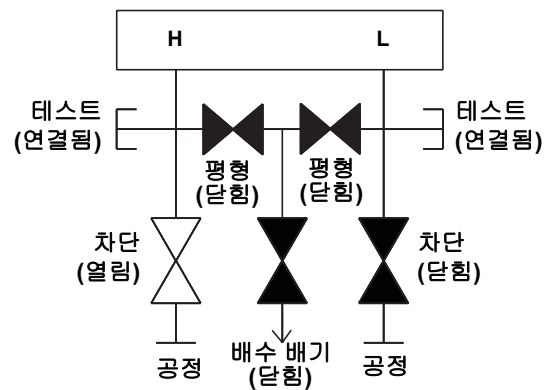 H
L
테스트
(연결됨)
테스트
(연결됨)
평형
(닫힘)
평형
(닫힘)
차단
(열림)
차단
(닫힘)
공정
배수 배기
(닫힘)
공정